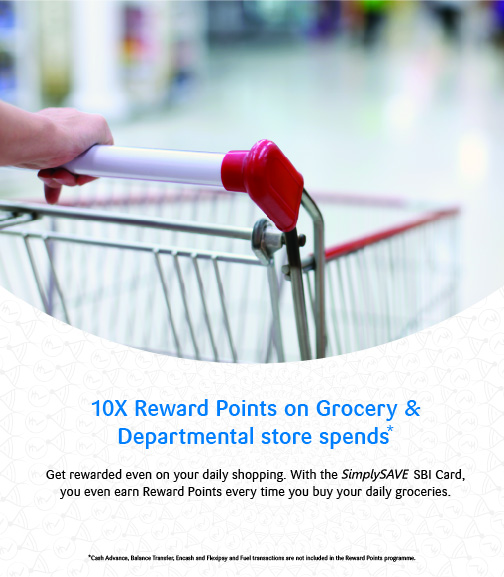 10X Reward Points on Grocery &
Departmental store spends*
Get rewarded even on your daily shopping. With the SimplySAVE SBI Card,
you even earn Reward Points every time you buy your daily groceries.
*Cash Advance, Balance Transfer, Encash and Flexipay and Fuel transactions are not included in the Reward Points programme.